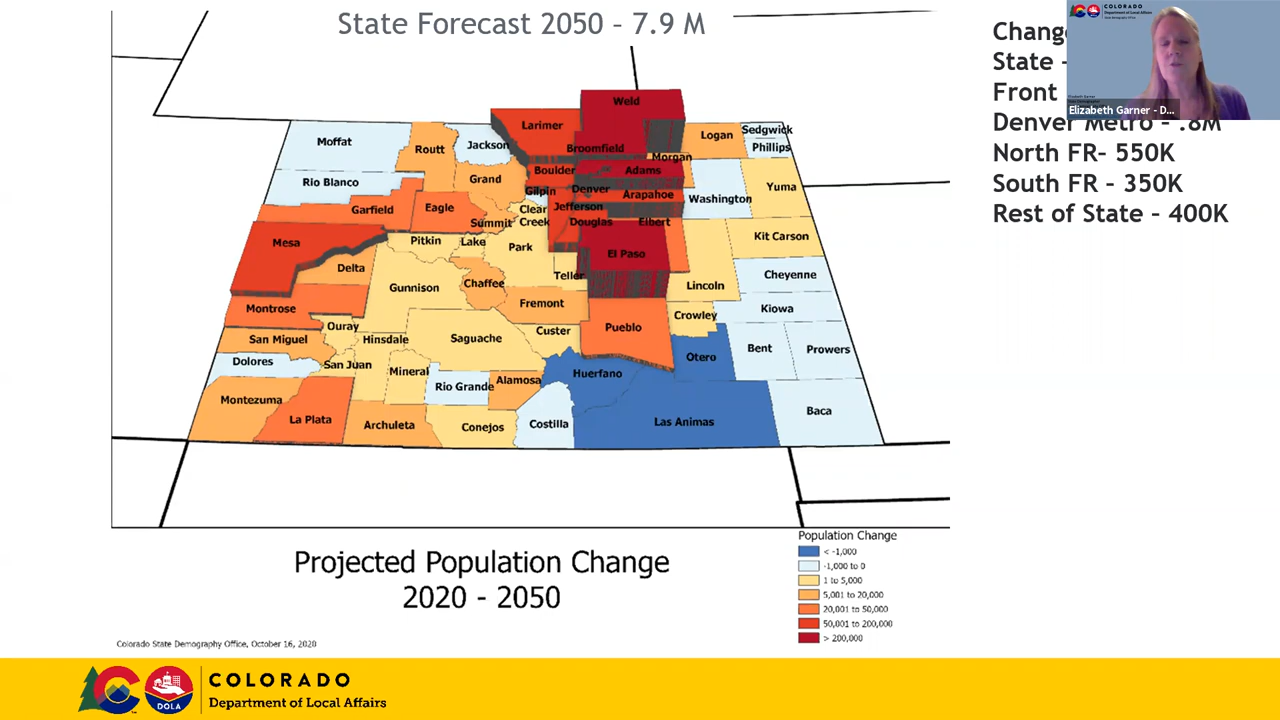 State Forecast 2050 – 7.9 M
Change
State -
Front
Denver Metro – .8M
North FR– 550K
South FR – 350K
Rest of State – 400K
COLORADO
Department of Local Affairs
Elizabeth Garner - D...
Weld
Larimer
Moffat
Routt
Jackson
Logan
Sedgwick
Phillips
Broomfield
Morgan
Boulder
Adams
Rio Blanco
Grand
Gilpin
Denver
Arapahoe
Washington
Yuma
Garfield
Eagle
Clear
Creek
Jefferson
Summit
Douglas
Elbert
Mesa
Pitkin
Lake
Park
El Paso
Kit Carson
Delta
Teller
Cheyenne
Gunnison
Chaffee
Lincoln
Montrose
Fremont
Crowley
Kiowa
Ouray
San Miguel
Hinsdale
Saguache
Custer
Pueblo
Otero
Bent
Prowers
Dolores
San Juan
Mineral
Rio Grande
Alamosa
Huerfano
Montezuma
La Plata
Archuleta
Conejos
Costilla
Las Animas
Baca
Population Change
< -1,000
-1,000 to 0
1 to 5,000
5,001 to 20,000
20,001 to 50,000
50,001 to 200,000
> 200,000
Projected Population Change
2020 - 2050
Colorado State Demography Office, October 16, 2020
DOLA
COLORADO
Department of Local Affairs